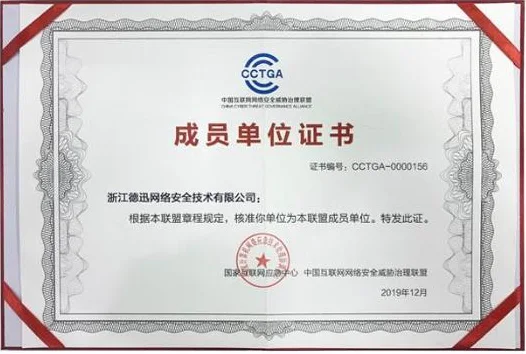 CCTGA
中国互联网网络安全威胁治理联盟
CHINA CYBER THREAT GOVERNANCE ALLIANCE
成员单位证书
证书编号：CCTGA-0000156
浙江德迅网络安全技术有限公司：
根据本联盟章程规定，核准你单位为本联盟成员单位。特发此证。
国家互联网应急中心 中国互联网网络安全威胁治理联盟
2019年12月